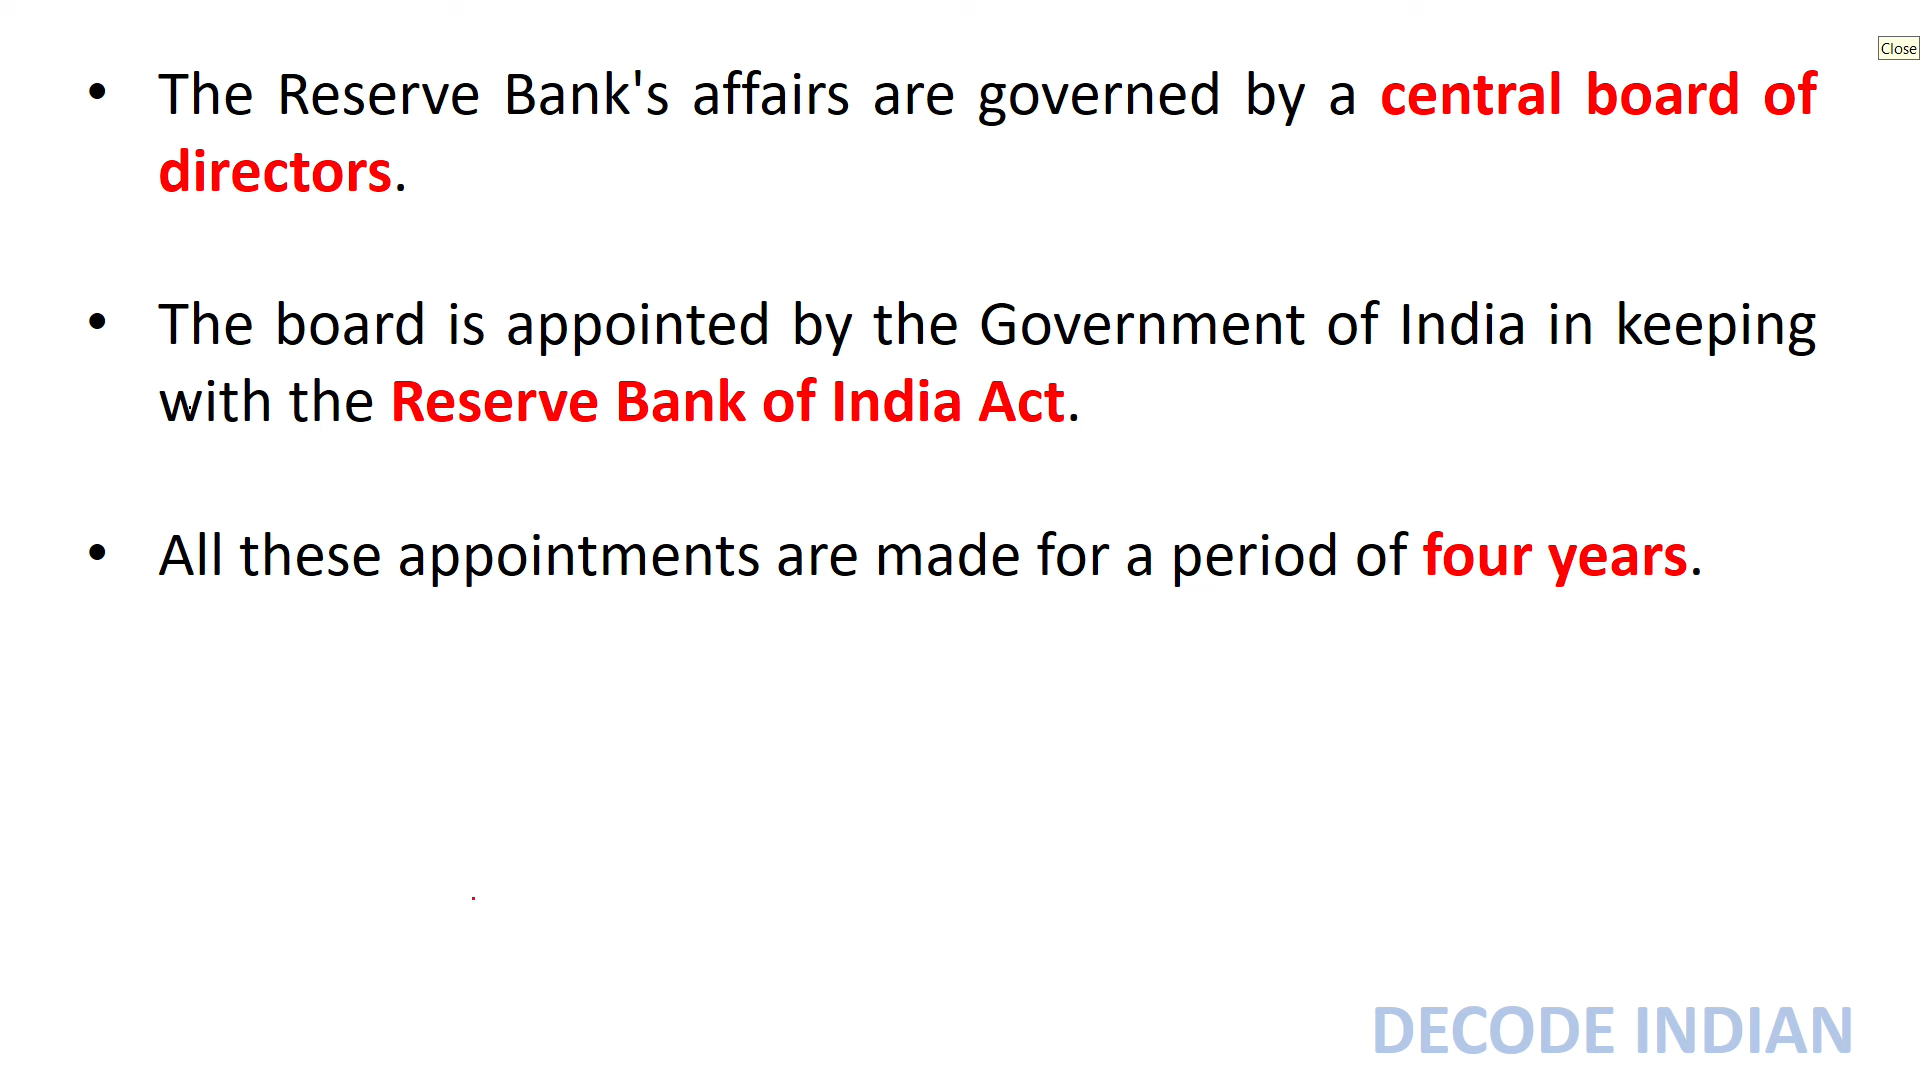 Close
• The Reserve Bank's affairs are governed by a central board of
directors.
• The board is appointed by the Government of India in keeping
with the Reserve Bank of India Act.
• All these appointments are made for a period of four years.
DECODE INDIAN